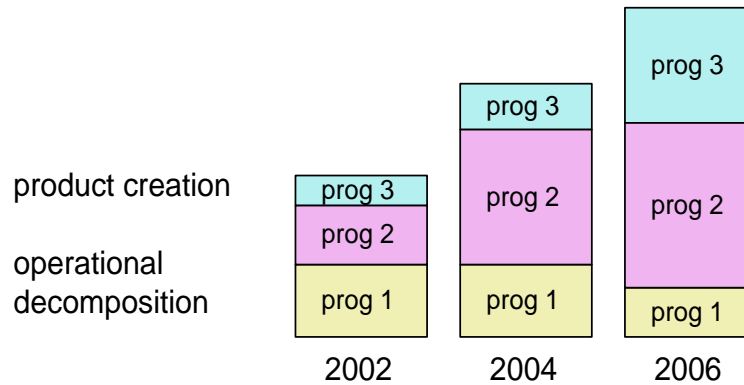 product creation
operational
decomposition
prog 3
prog 2
prog 1
2002
prog 3
prog 2
prog 1
2004
prog 3
prog 2
prog 1
2006